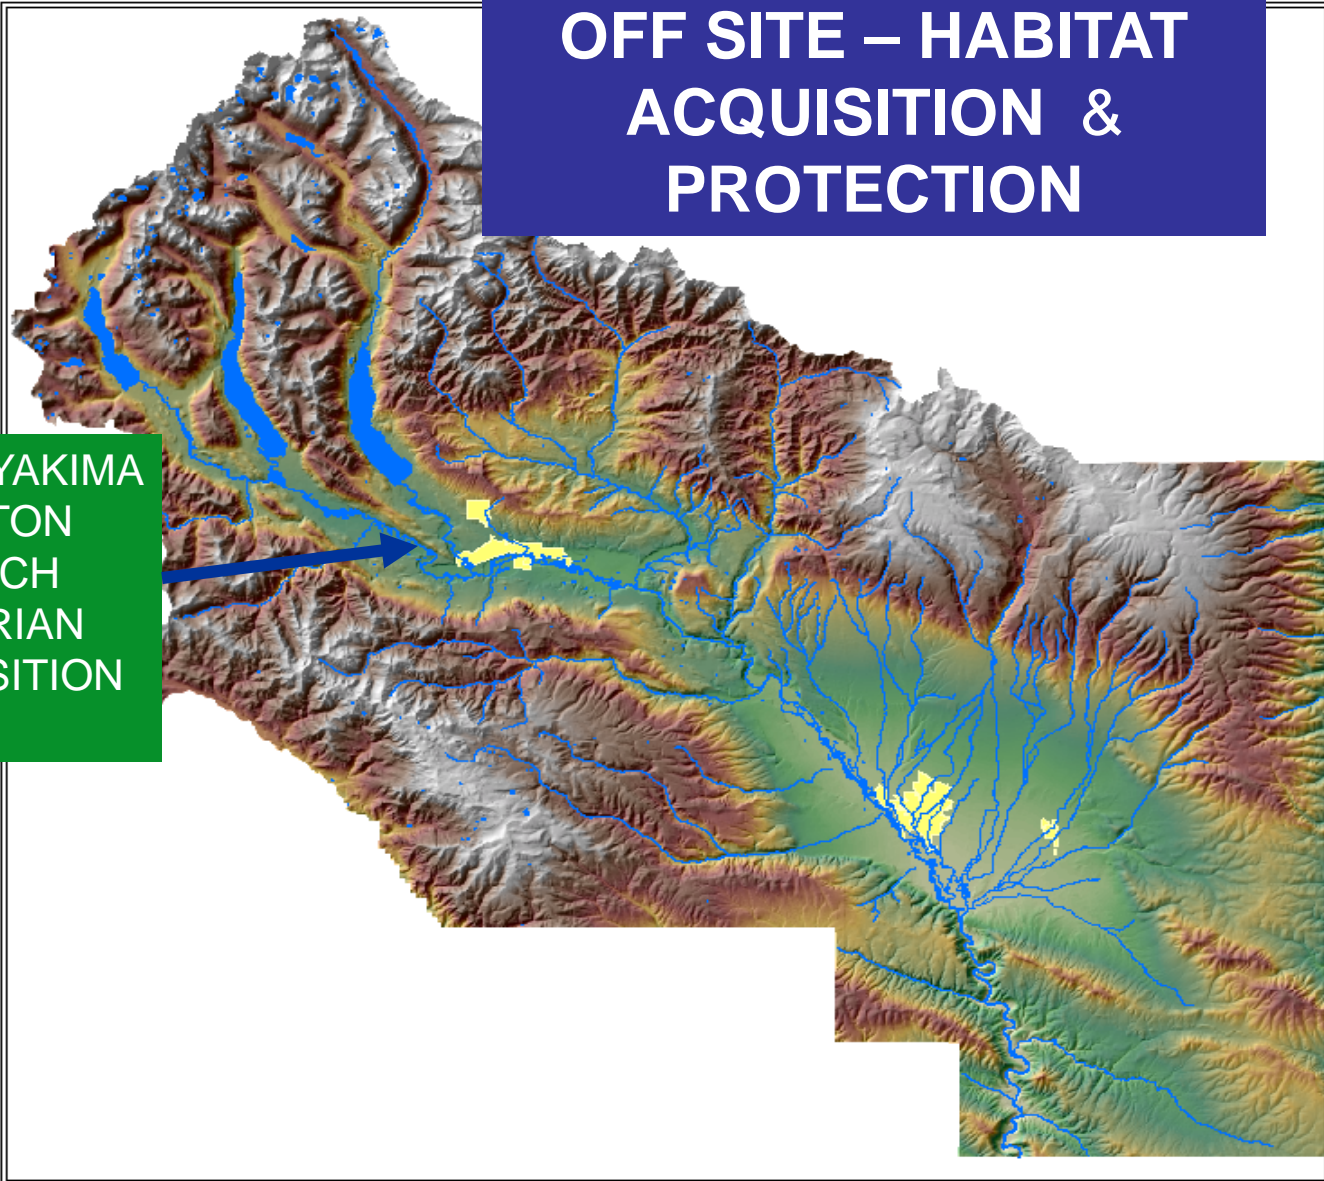 OFF SITE – HABITAT
ACQUISITION &
PROTECTION
YAKIMA
TON
CH
RIAN
SITION